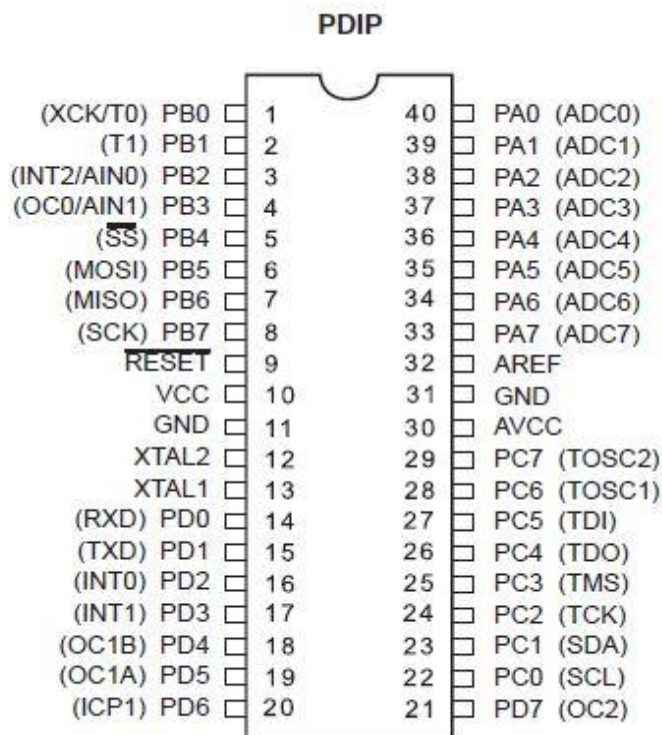 PDIP
(XCK/T0) PB0 1 40 PA0 (ADC0)
(T1) PB1 2 39 PA1 (ADC1)
(INT2/AIN0) PB2 3 38 PA2 (ADC2)
(OC0/AIN1) PB3 4 37 PA3 (ADC3)
(SS) PB4 5 36 PA4 (ADC4)
(MOSI) PB5 6 35 PA5 (ADC5)
(MISO) PB6 7 34 PA6 (ADC6)
(SCK) PB7 8 33 PA7 (ADC7)
RESET 9 32 AREF
VCC 10 31 GND
GND 11 30 AVCC
XTAL2 12 29 PC7 (TOSC2)
XTAL1 13 28 PC6 (TOSC1)
(RXD) PD0 14 27 PC5 (TDI)
(TXD) PD1 15 26 PC4 (TDO)
(INT0) PD2 16 25 PC3 (TMS)
(INT1) PD3 17 24 PC2 (TCK)
(OC1B) PD4 18 23 PC1 (SDA)
(OC1A) PD5 19 22 PC0 (SCL)
(ICP1) PD6 20 21 PD7 (OC2)